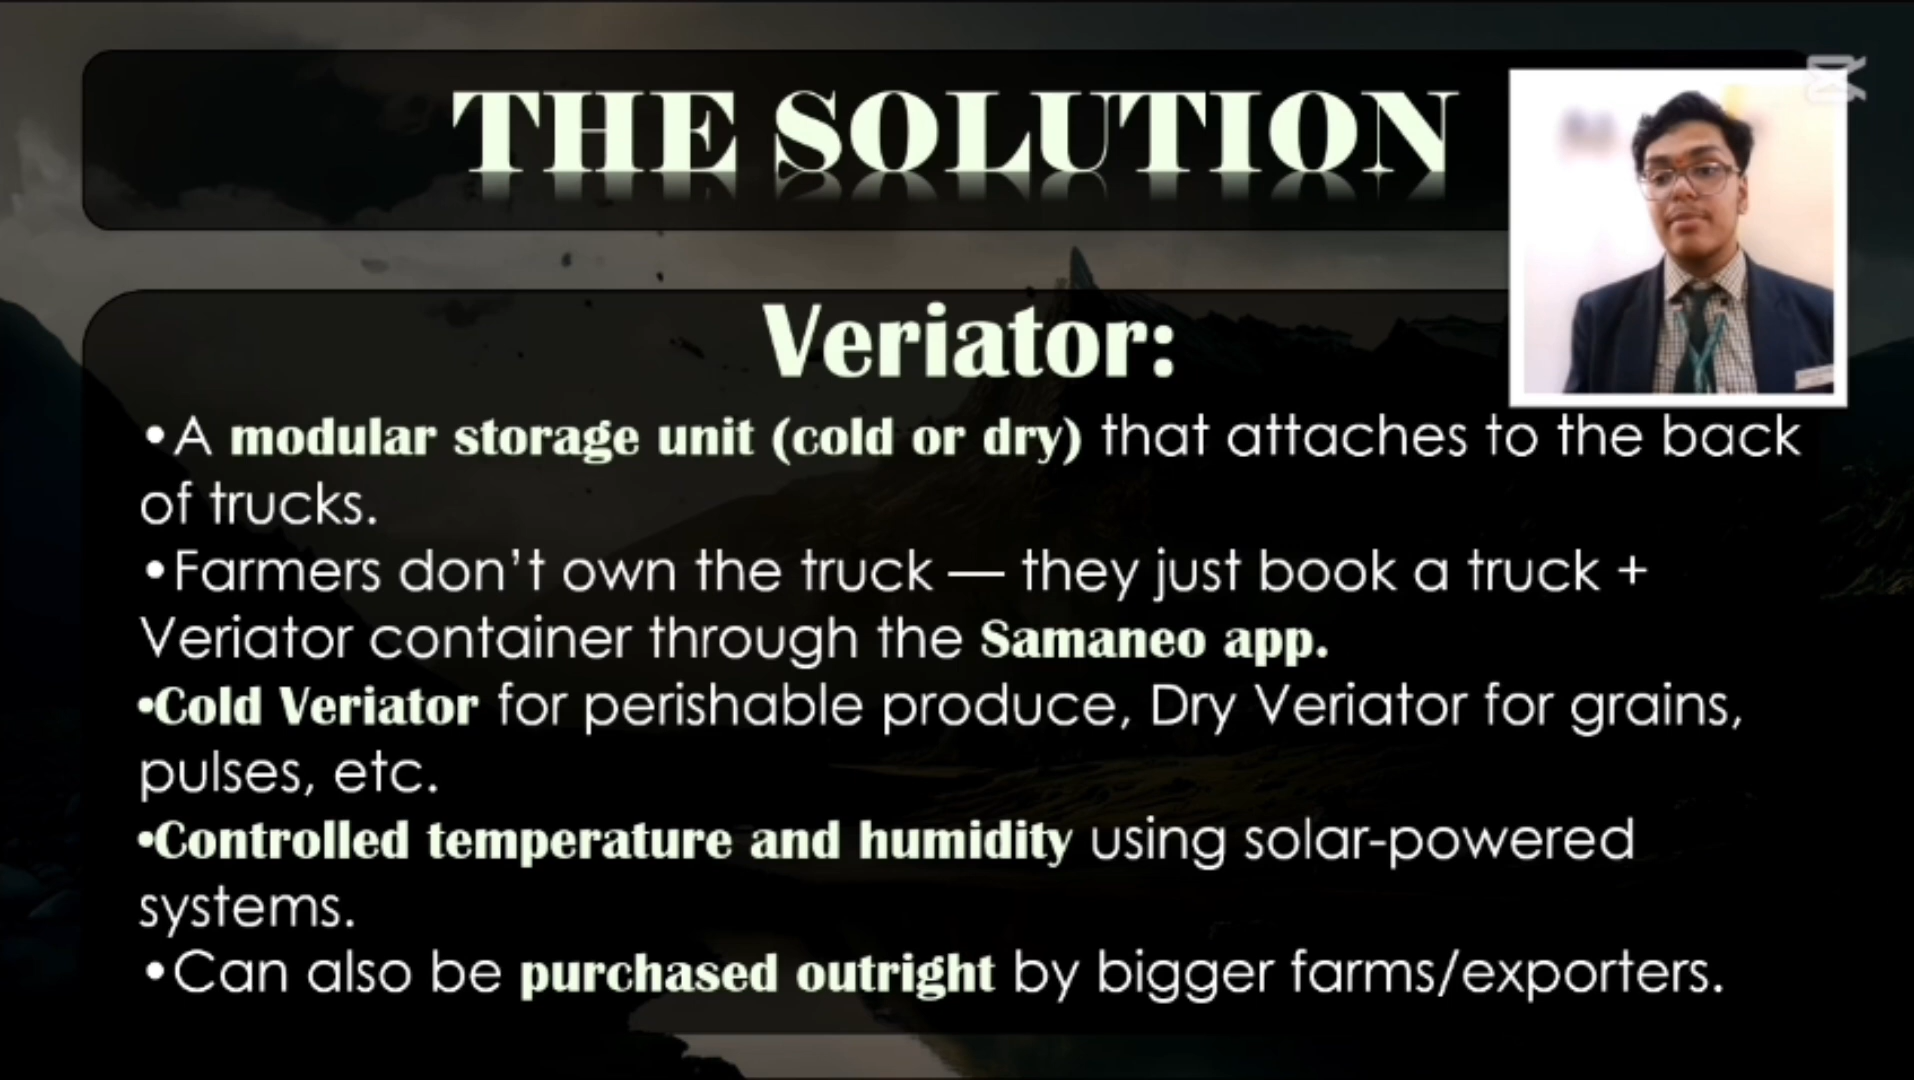 THE SOLUTION
Veriator:
•A modular storage unit (cold or dry) that attaches to the back
of trucks.
•Farmers don’t own the truck — they just book a truck +
Veriator container through the Samaneo app.
•Cold Veriator for perishable produce, Dry Veriator for grains,
pulses, etc.
•Controlled temperature and humidity using solar-powered
systems.
•Can also be purchased outright by bigger farms/exporters.